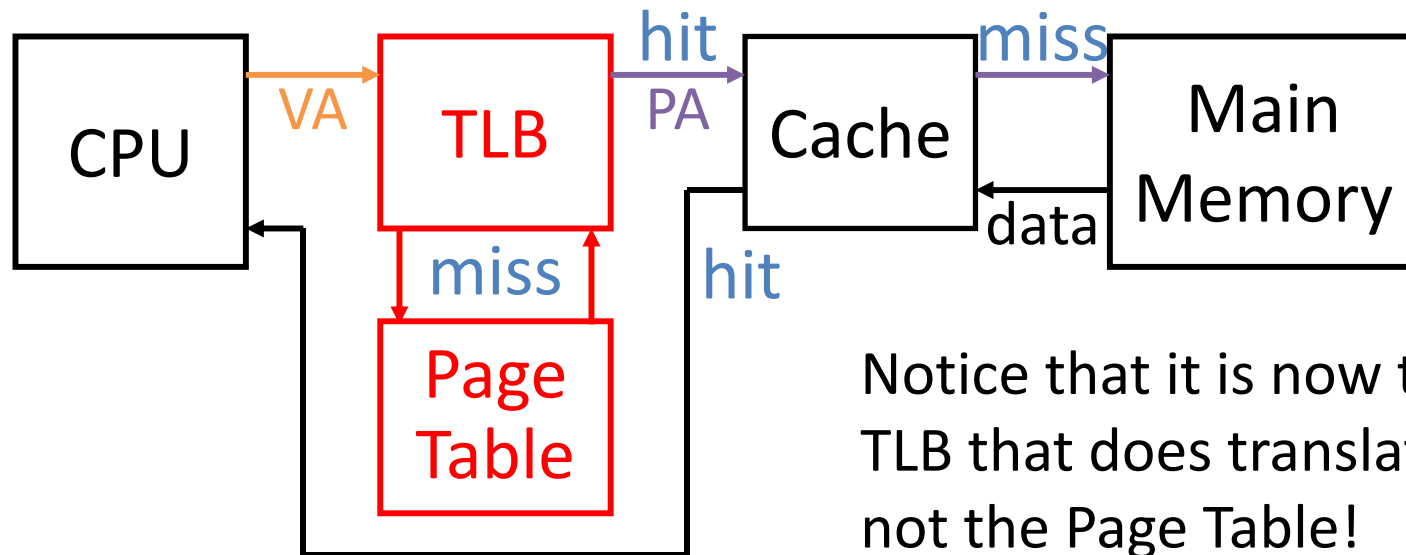 CPU
VA
TLB
hit
PA
Cache
miss
Main
Memory
data
miss
hit
Page
Table
Notice that it is now
TLB that does
not the Page Table!